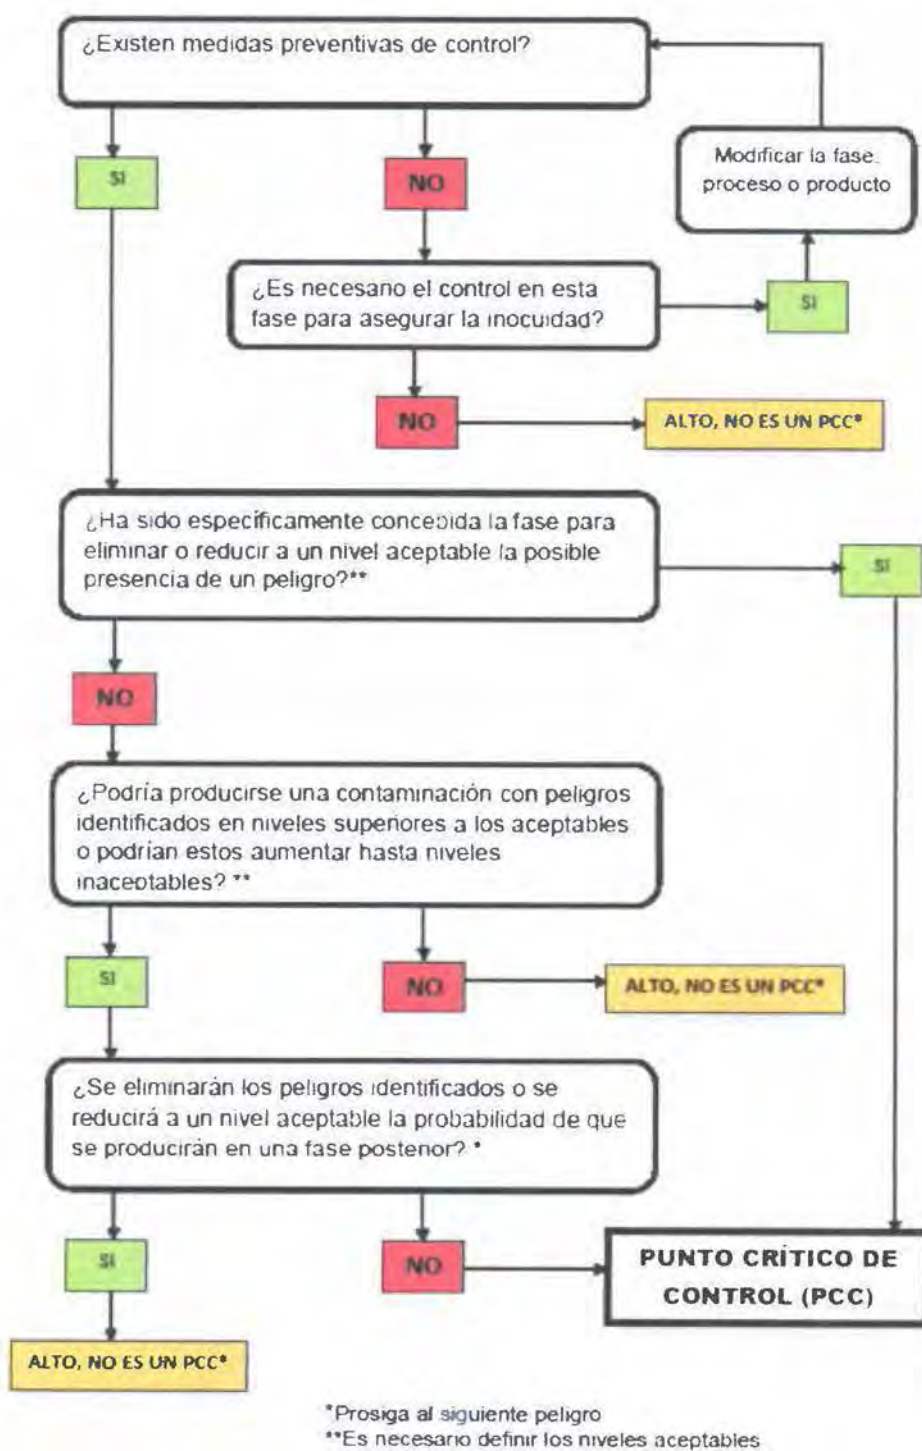 ¿Existen medidas preventivas de control?
SI
NO
Modificar la fase,
proceso o producto
¿Es necesario el control en esta
fase para asegurar la inocuidad?
SI
NO
ALTO, NO ES UN PCC*
¿Ha sido específicamente concebida la fase para
eliminar o reducir a un nivel aceptable la posible
presencia de un peligro?**
SI
NO
¿Podría producirse una contaminación con peligros
identificados en niveles superiores a los aceptables
o podrían estos aumentar hasta niveles
inaceptables? **
SI
NO
ALTO, NO ES UN PCC*
¿Se eliminarán los peligros identificados o se
reducirá a un nivel aceptable la probabilidad de que
se producirán en una fase posterior? *
SI
NO
PUNTO CRÍTICO DE
CONTROL (PCC)
ALTO, NO ES UN PCC*
*Prosiga al siguiente peligro
**Es necesario definir los niveles aceptables